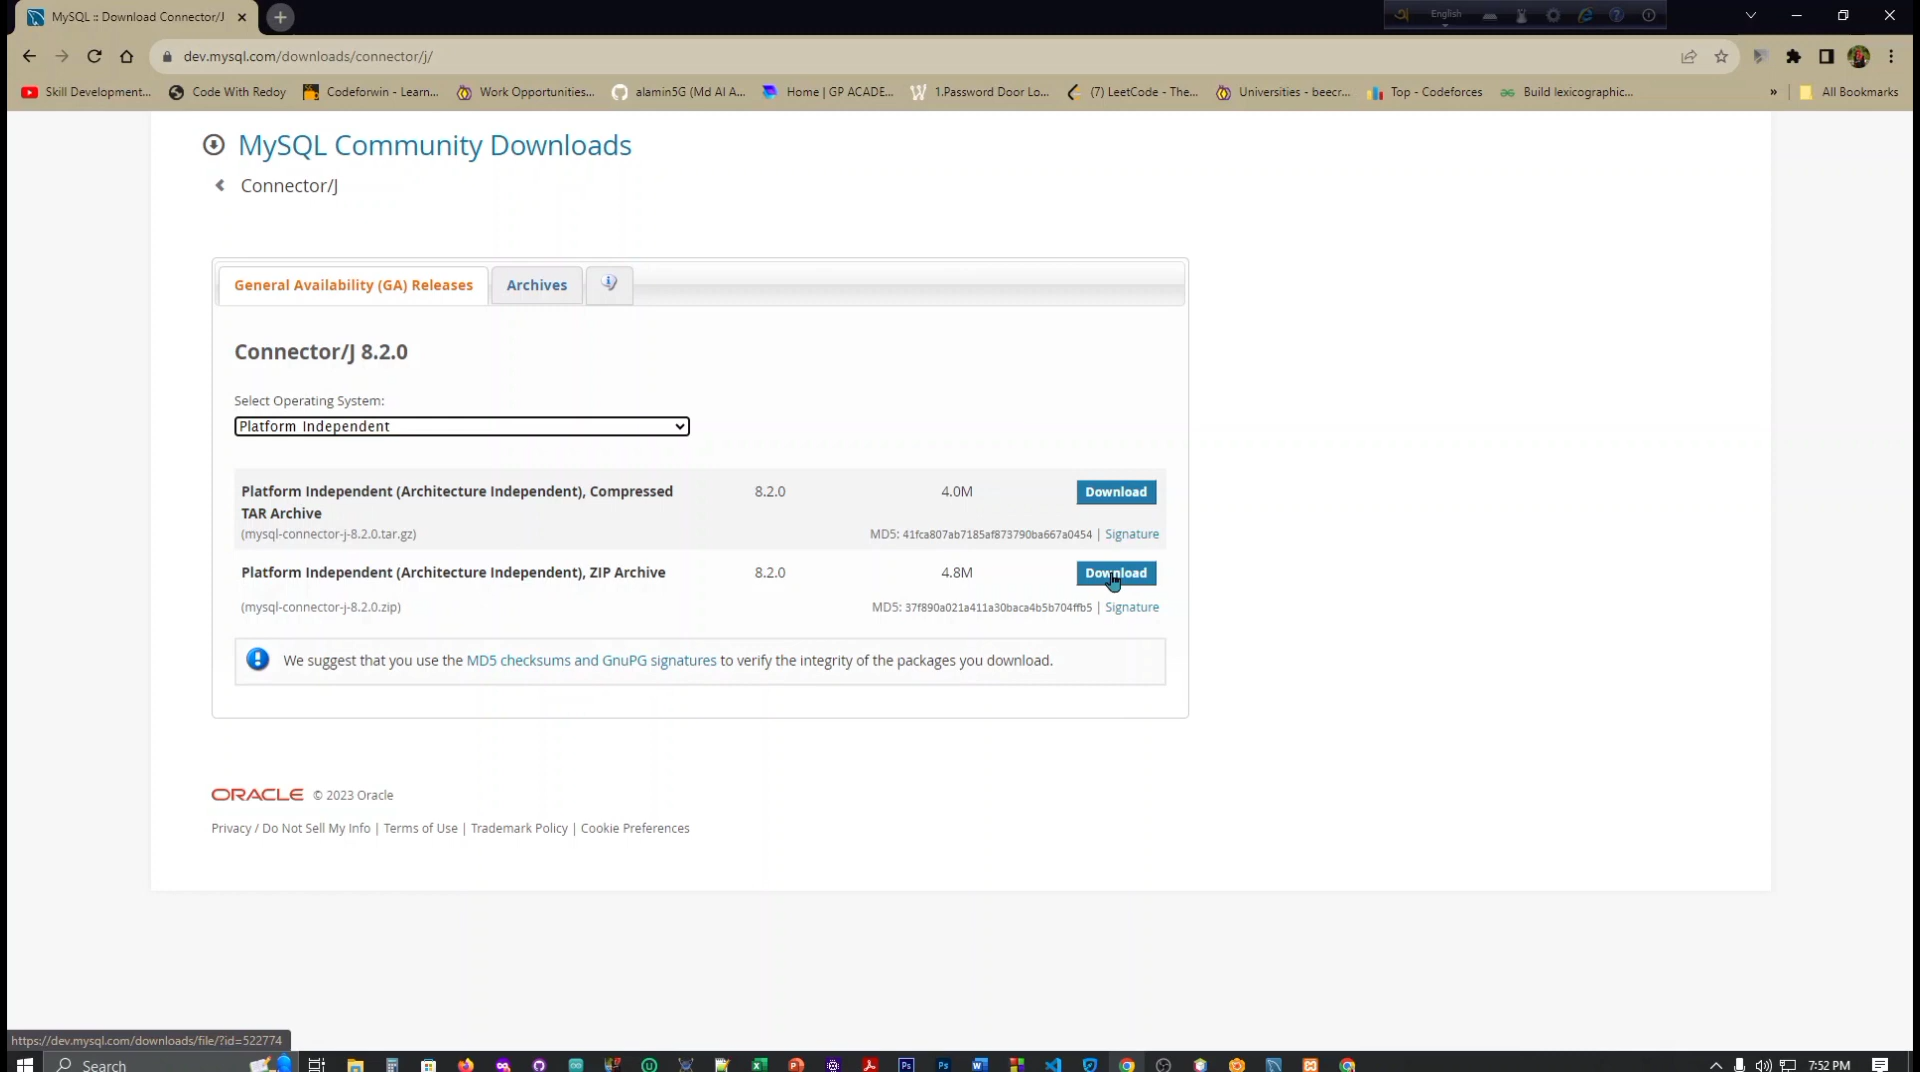 MySQL :: Download Connector/J
English
dev.mysql.com/downloads/connector/j/
Skill Development...
Code With Redoy
Codeforwin - Learn...
Work Opportunities...
alamin5G (Md Al A...
Home | GP ACADE...
1.Password Door Lo...
(7) LeetCode - The...
Universities - beecr...
Top - Codeforces
Build lexicographic...
»
All Bookmarks
MySQL Community Downloads
Connector/J
General Availability (GA) Releases
Archives
Connector/J 8.2.0
Select Operating System:
Platform Independent
Platform Independent (Architecture Independent), Compressed
TAR Archive
8.2.0
4.0M
Download
(mysql-connector-j-8.2.0.tar.gz)
MD5: 41fca807ab7185af873790ba667a0454 | Signature
Platform Independent (Architecture Independent), ZIP Archive
8.2.0
4.8M
Download
(mysql-connector-j-8.2.0.zip)
MD5: 37f890a021a411a30baca4b5b704ffb5 | Signature
We suggest that you use the MD5 checksums and GnuPG signatures to verify the integrity of the packages you download.
ORACLE © 2023 Oracle
Privacy / Do Not Sell My Info | Terms of Use | Trademark Policy | Cookie Preferences
https://dev.mysql.com/downloads/file/?id=522774
Search
7:52 PM